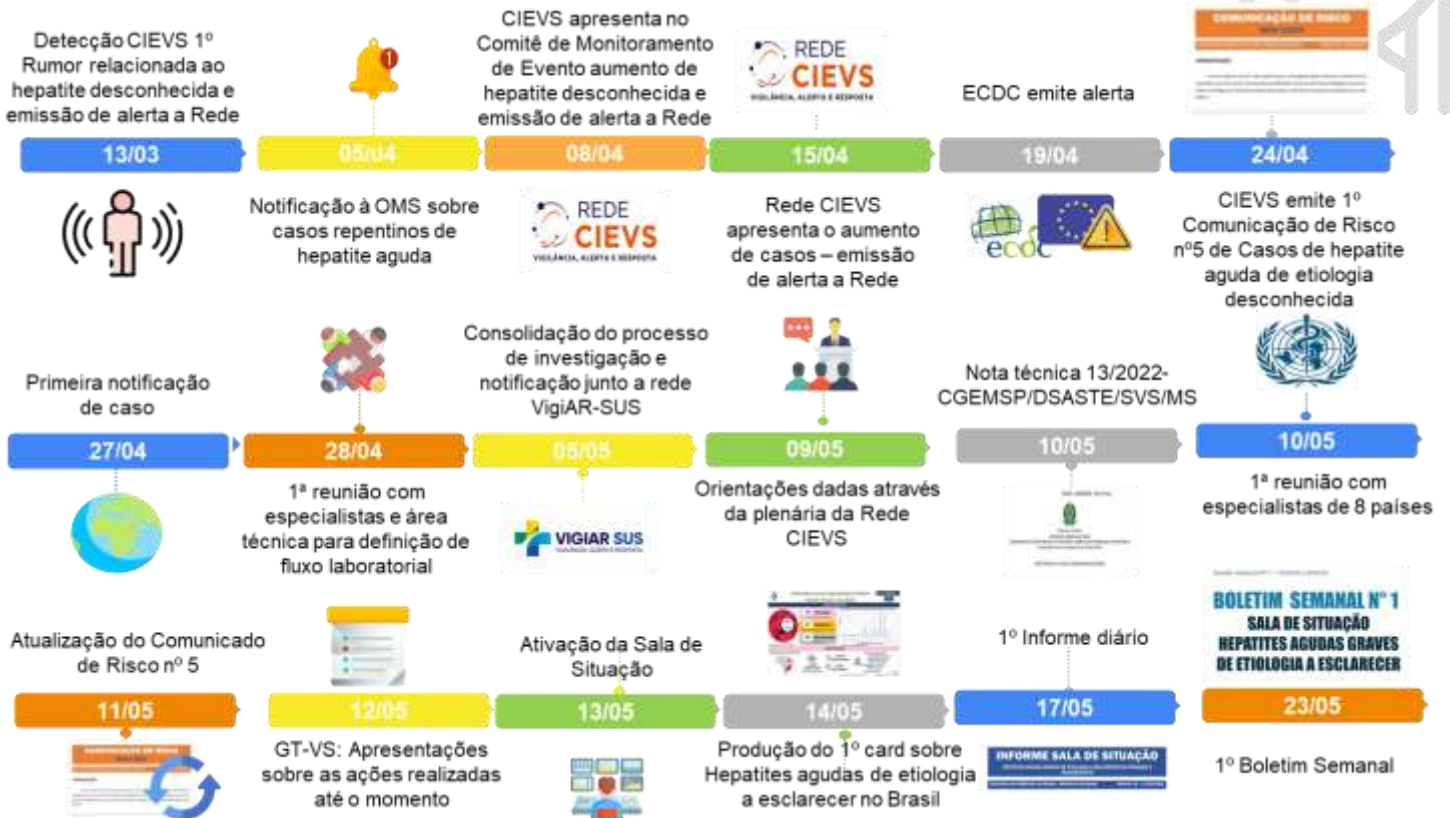 Detecção CIEVS 1º
Rumor relacionada ao
hepatite desconhecida e
emissão de alerta a Rede
13/03
1
05/04
Notificação à OMS sobre
casos repentinos de
hepatite aguda
CIEVS apresenta no
Comitê de Monitoramento
de Evento aumento de
hepatite desconhecida e
emissão de alerta a Rede
08/04
REDE
CIEVS
VIGILÂNCIA, ALERTA E RESPOSTA
REDE
CIEVS
VIGILÂNCIA, ALERTA E RESPOSTA
15/04
Rede CIEVS
apresenta o aumento
de casos – emissão
de alerta a Rede
ECDC emite alerta
19/04
ecdc
COMUNICAÇÃO DE RISCO
24/04
CIEVS emite 1º
Comunicação de Risco
nº5 de Casos de hepatite
aguda de etiologia
desconhecida
Primeira notificação
de caso
27/04
28/04
1ª reunião com
especialistas e área
técnica para definição de
fluxo laboratorial
Consolidação do processo
de investigação e
notificação junto a rede
VigiAR-SUS
05/05
VIGIAR SUS
09/05
Orientações dadas através
da plenária da Rede
CIEVS
Nota técnica 13/2022-
CGEMSP/DSASTE/SVS/MS
10/05
10/05
1ª reunião com
especialistas de 8 países
Atualização do Comunicado
de Risco nº 5
11/05
COMUNICAÇÃO DE RISCO
12/05
GT-VS: Apresentações
sobre as ações realizadas
até o momento
Ativação da Sala de
Situação
13/05
14/05
Produção do 1º card sobre
Hepatites agudas de etiologia
a esclarecer no Brasil
1º Informe diário
17/05
INFORME SALA DE SITUAÇÃO
BOLETIM SEMANAL Nº 1
SALA DE SITUAÇÃO
HEPATITES AGUDAS GRAVES
DE ETIOLOGIA A ESCLARECER
23/05
1º Boletim Semanal